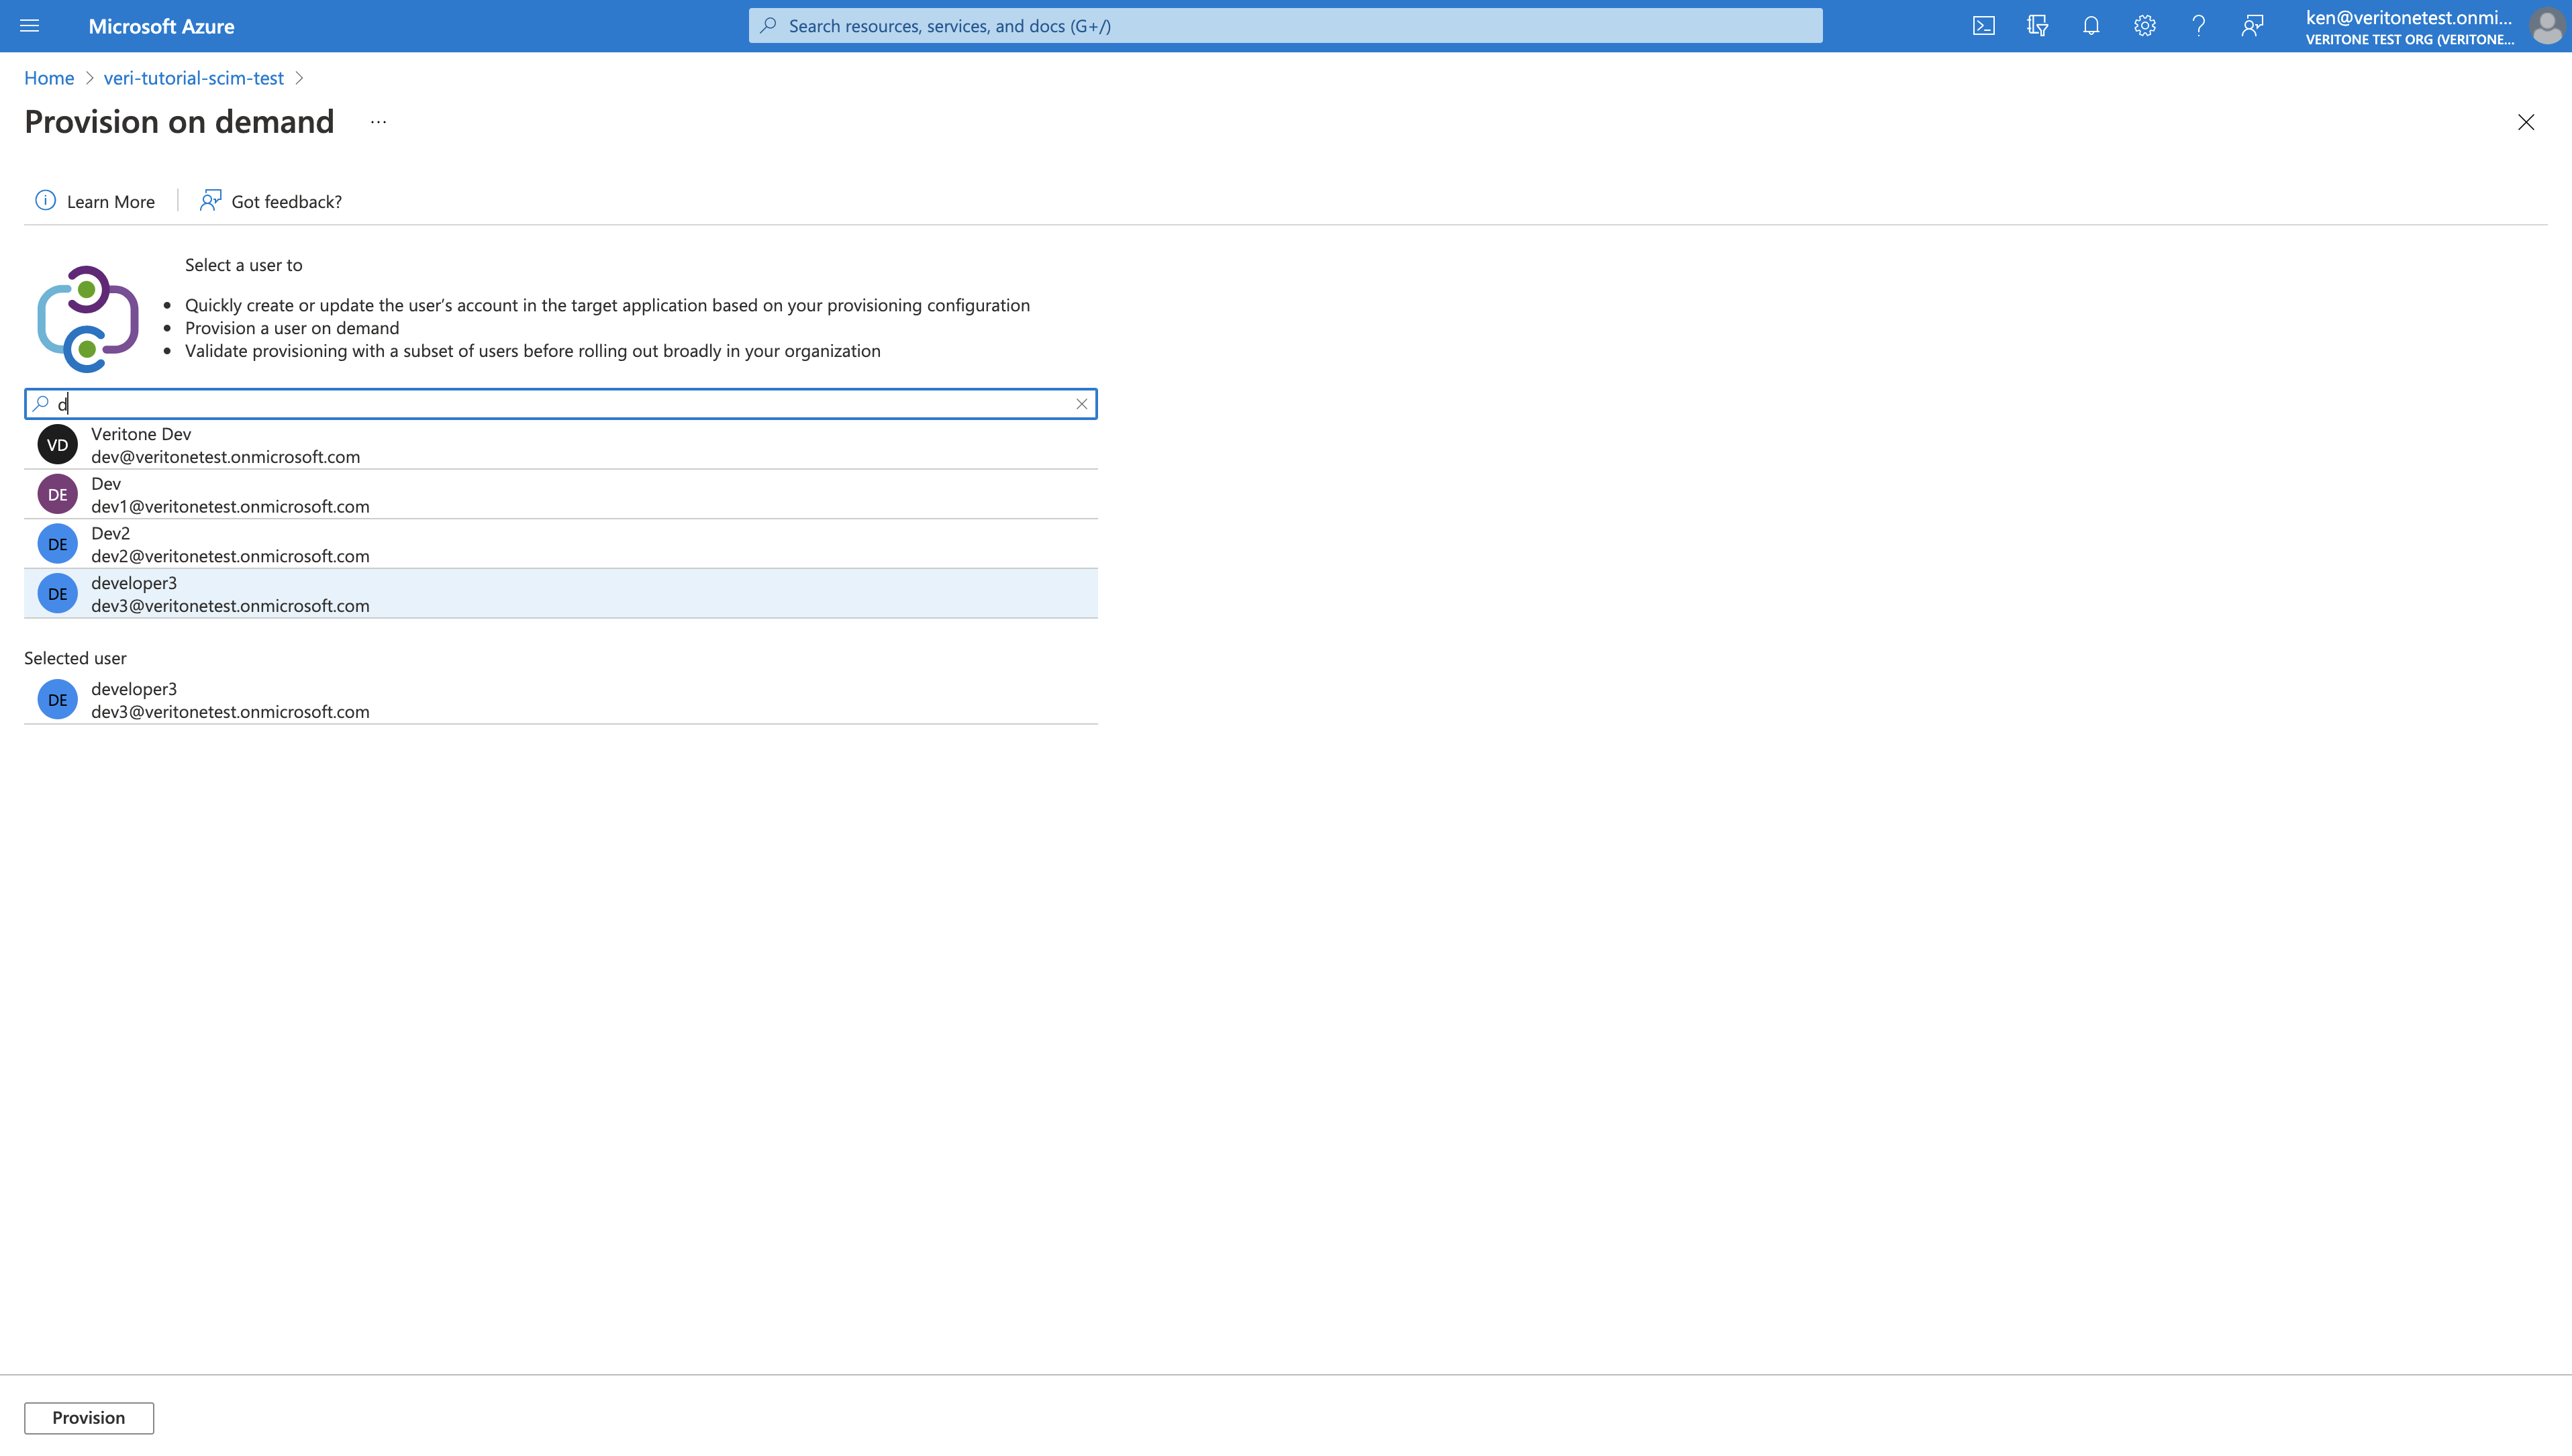 Microsoft Azure
Search resources, services, and docs (G+/)
ken@veritonetest.onmi...
VERITONE TEST ORG (VERITONE...
Home > veri-tutorial-scim-test >
Provision on demand ...
Learn More
Got feedback?
Select a user to
• Quickly create or update the user's account in the target application based on your provisioning configuration
• Provision a user on demand
• Validate provisioning with a subset of users before rolling out broadly in your organization
d
VD
Veritone Dev
dev@veritonetest.onmicrosoft.com
DE
Dev
dev1@veritonetest.onmicrosoft.com
DE
Dev2
dev2@veritonetest.onmicrosoft.com
DE
developer3
dev3@veritonetest.onmicrosoft.com
Selected user
DE
developer3
dev3@veritonetest.onmicrosoft.com
Provision